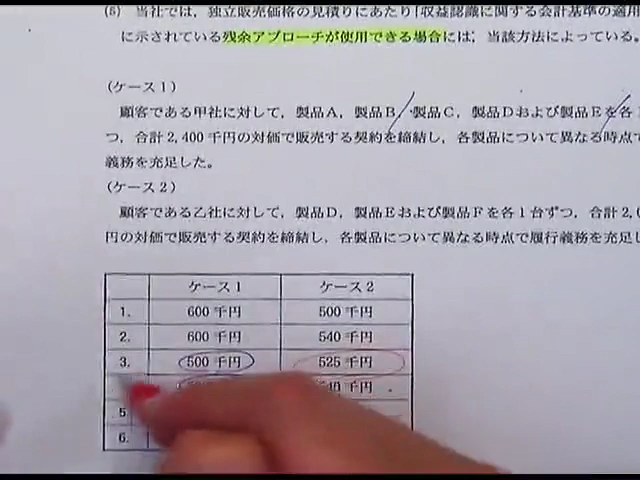 (6) 当社では，独立販売価格の見積りにあたり「収益認識に関する会計基準の適用
に示されている残余アプローチが使用できる場合には，当該方法によっている。
(ケース1)
顧客である甲社に対して，製品A，製品B，製品C，製品Dおよび製品Eを各1
つ，合計2,400千円の対価で販売する契約を締結し，各製品について異なる時点で
義務を充足した。
(ケース2)
顧客である乙社に対して，製品D，製品Eおよび製品Fを各1台ずつ，合計2,0
円の対価で販売する契約を締結し，各製品について異なる時点で履行義務を充足し
ケース1 ケース2
1. 600千円 500千円
2. 600千円 540千円
3. 500千円 525千円
千円
5
6.